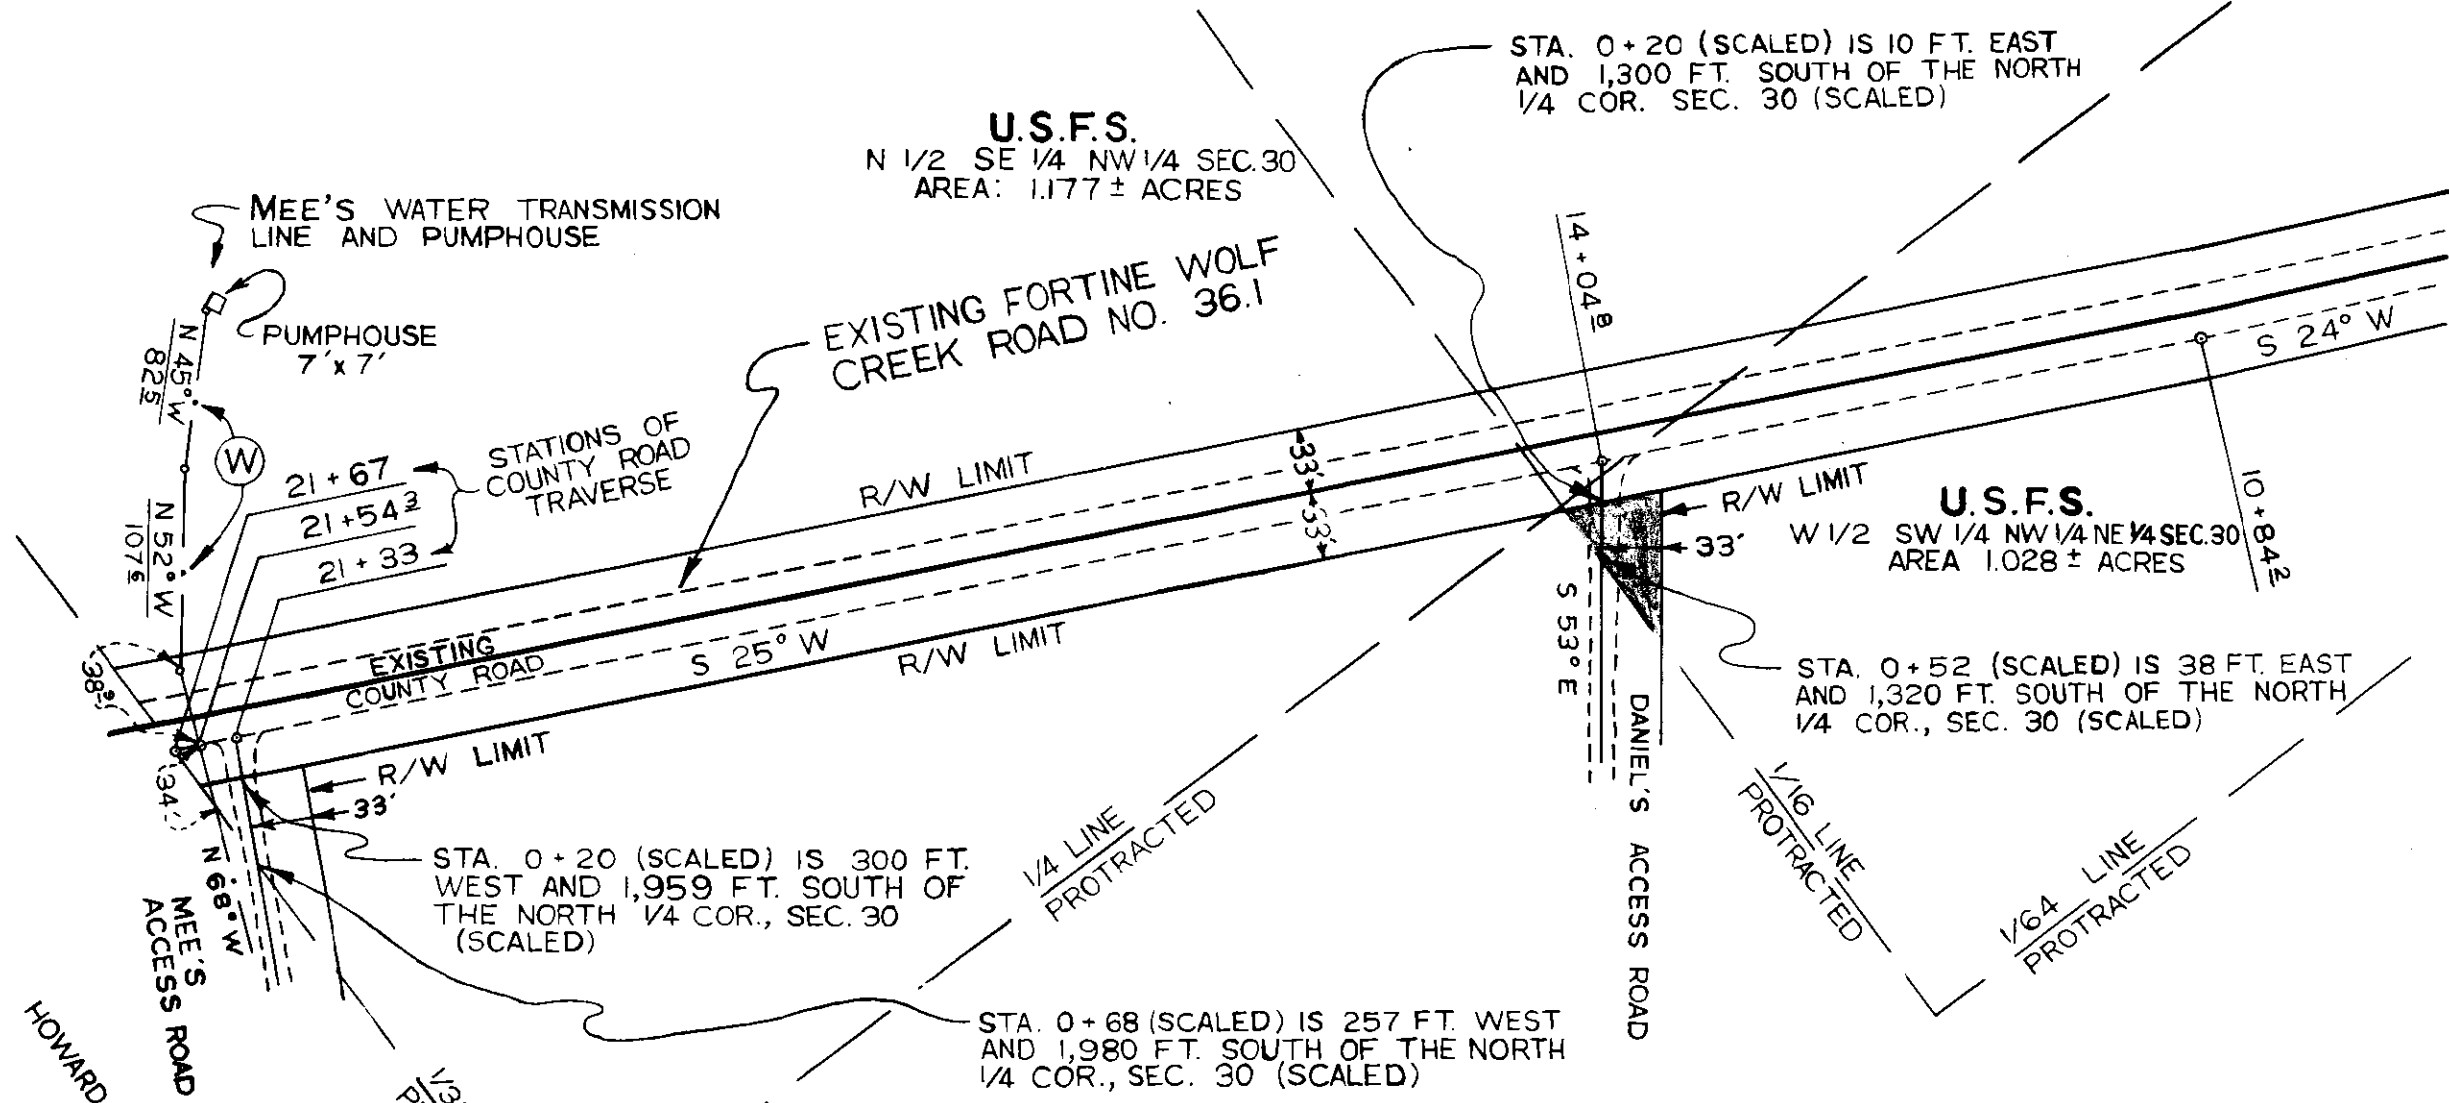 STA. 0+20 (SCALED) IS 10 FT. EAST
AND 1,300 FT. SOUTH OF THE NORTH
1/4 COR. SEC. 30 (SCALED)
U.S.F.S.
N 1/2 SE 1/4 NW 1/4 SEC. 30
AREA: 1.177 ± ACRES
MEE'S WATER TRANSMISSION
LINE AND PUMPHOUSE
PUMPHOUSE
7' x 7'
N 45° W
82 5
W
N 52° W
107 6
EXISTING FORTINE WOLF
CREEK ROAD NO. 36.1
STATIONS OF
COUNTY ROAD
TRAVERSE
21 + 67
21 + 54 3
21 + 33
14 + 04 8
S 24° W
10 + 84 2
R/W LIMIT
33'
33'
R/W LIMIT
U.S.F.S.
W 1/2 SW 1/4 NW 1/4 NE 1/4 SEC. 30
AREA 1.028 ± ACRES
33'
S 53° E
DANIEL'S ACCESS ROAD
EXISTING
COUNTY ROAD
S 25° W
R/W LIMIT
38 9
34'
R/W LIMIT
33'
STA. 0+52 (SCALED) IS 38 FT. EAST
AND 1,320 FT. SOUTH OF THE NORTH
1/4 COR., SEC. 30 (SCALED)
STA. 0+20 (SCALED) IS 300 FT.
WEST AND 1,959 FT. SOUTH OF
THE NORTH 1/4 COR., SEC. 30
(SCALED)
N 68° W
MEE'S
ACCESS ROAD
1/4 LINE
PROTRACTED
1/16 LINE
PROTRACTED
1/64 LINE
PROTRACTED
STA. 0+68 (SCALED) IS 257 FT. WEST
AND 1,980 FT. SOUTH OF THE NORTH
1/4 COR., SEC. 30 (SCALED)
HOWARD